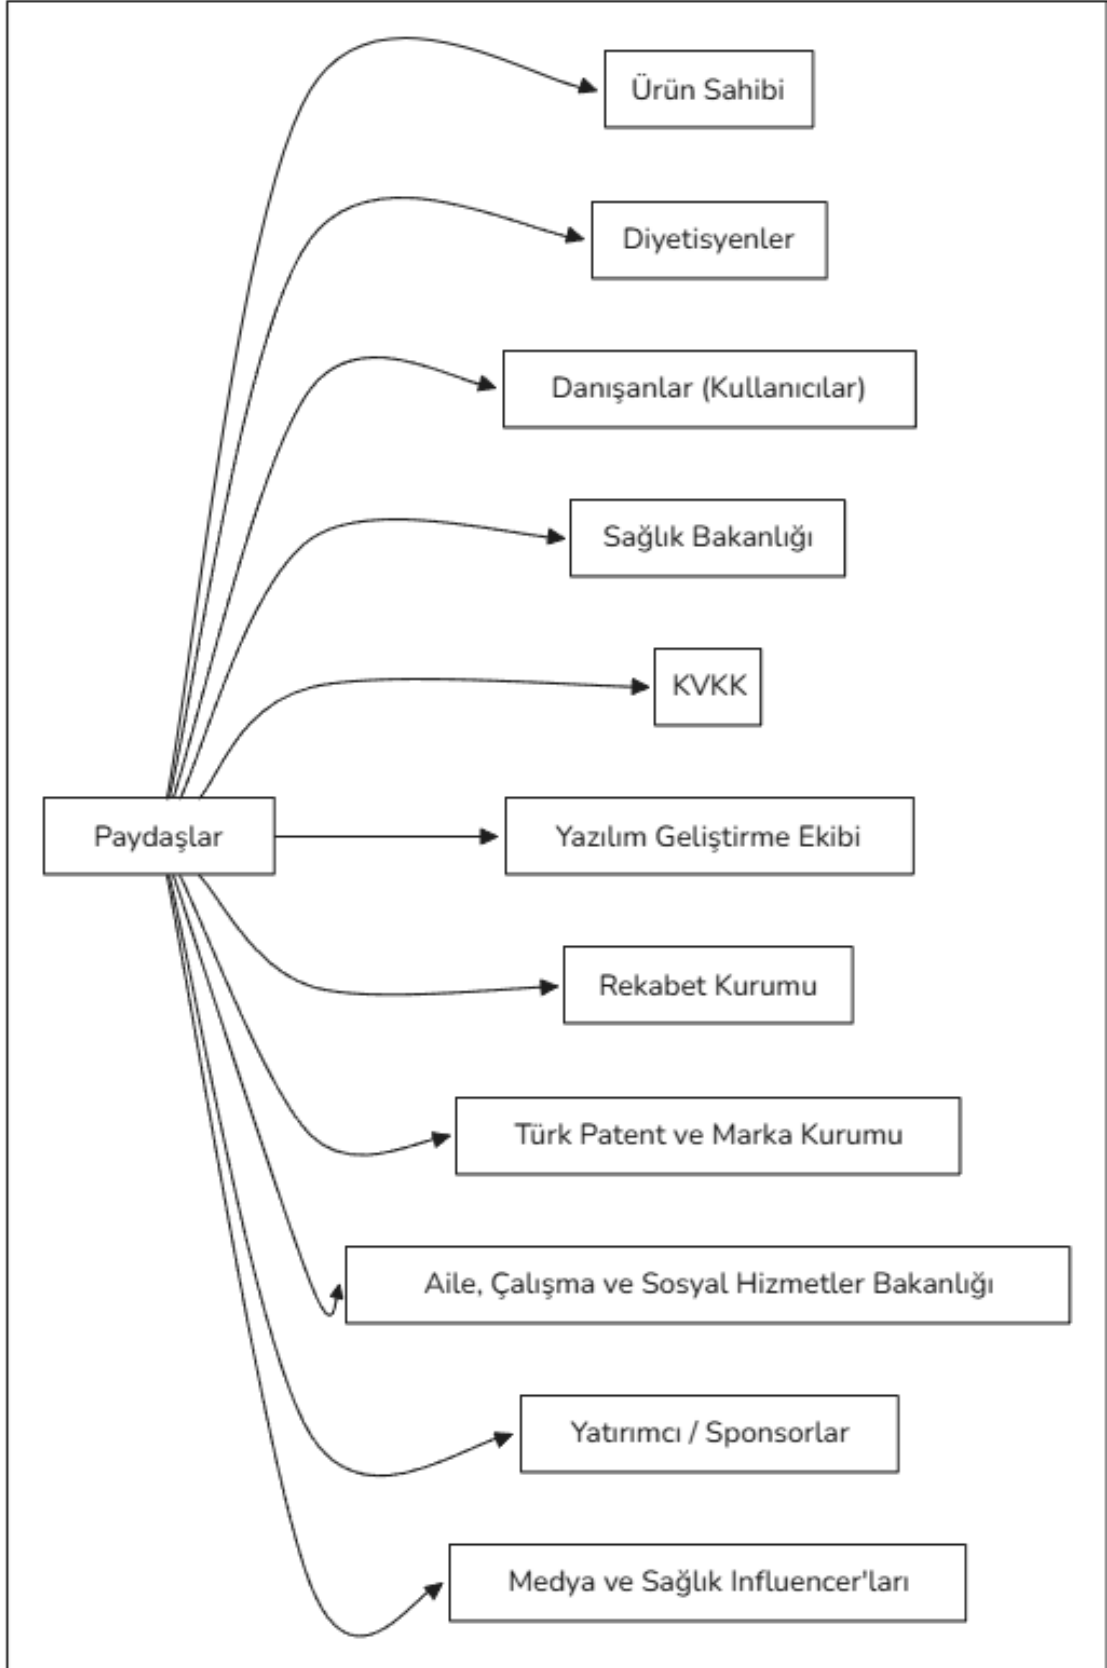 Ürün Sahibi
Diyetisyenler
Danışanlar (Kullanıcılar)
Sağlık Bakanlığı
KVKK
Paydaşlar
Yazılım Geliştirme Ekibi
Rekabet Kurumu
Türk Patent ve Marka Kurumu
Aile, Çalışma ve Sosyal Hizmetler Bakanlığı
Yatırımcı / Sponsorlar
Medya ve Sağlık Influencer'ları